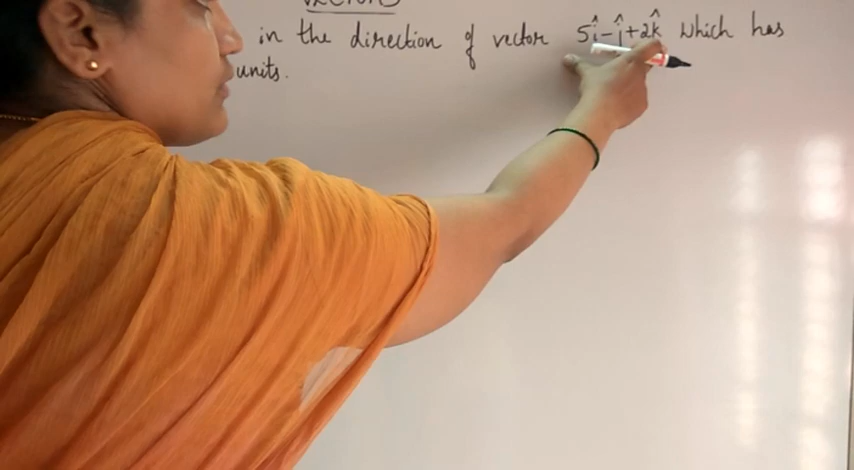 in the direction of vector 5î-ĵ+2k̂ which has
units.